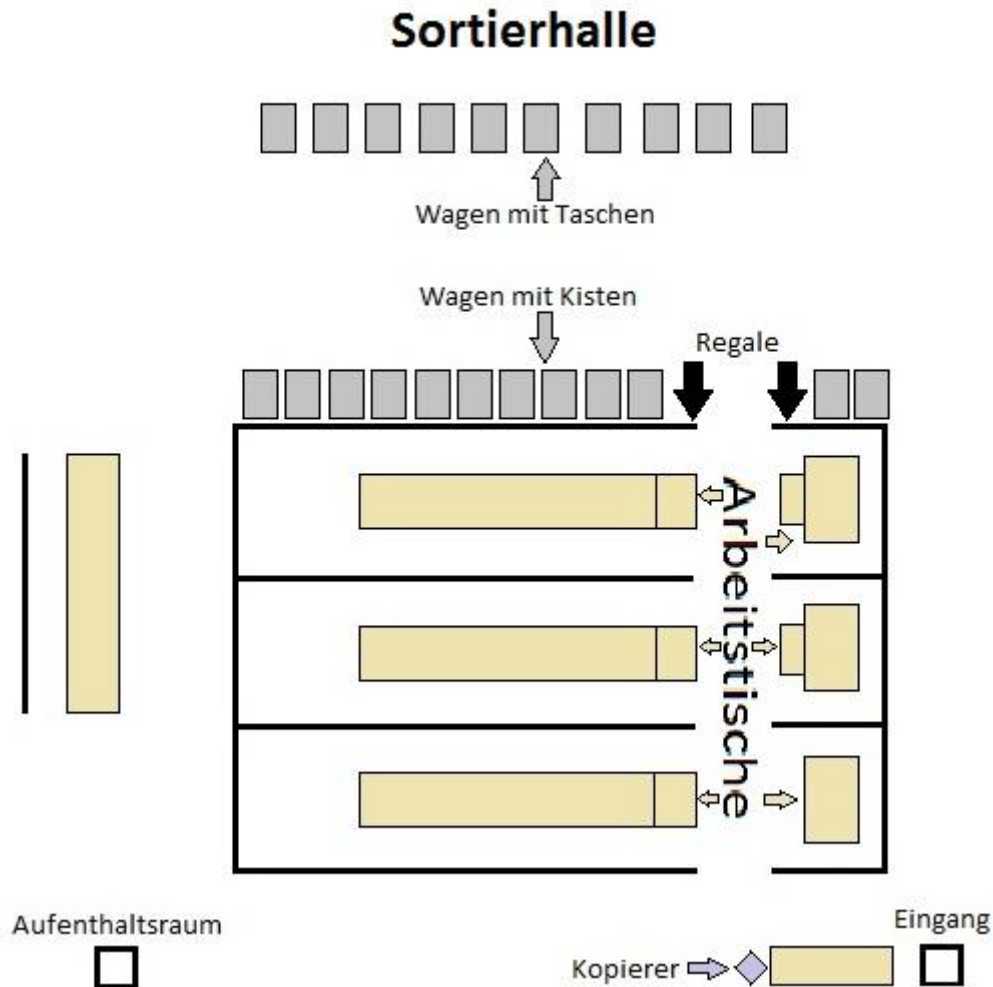 Sortierhalle
Wagen mit Taschen
Wagen mit Kisten
Regale
Arbeitstische
Aufenthaltsraum
Eingang
Kopierer